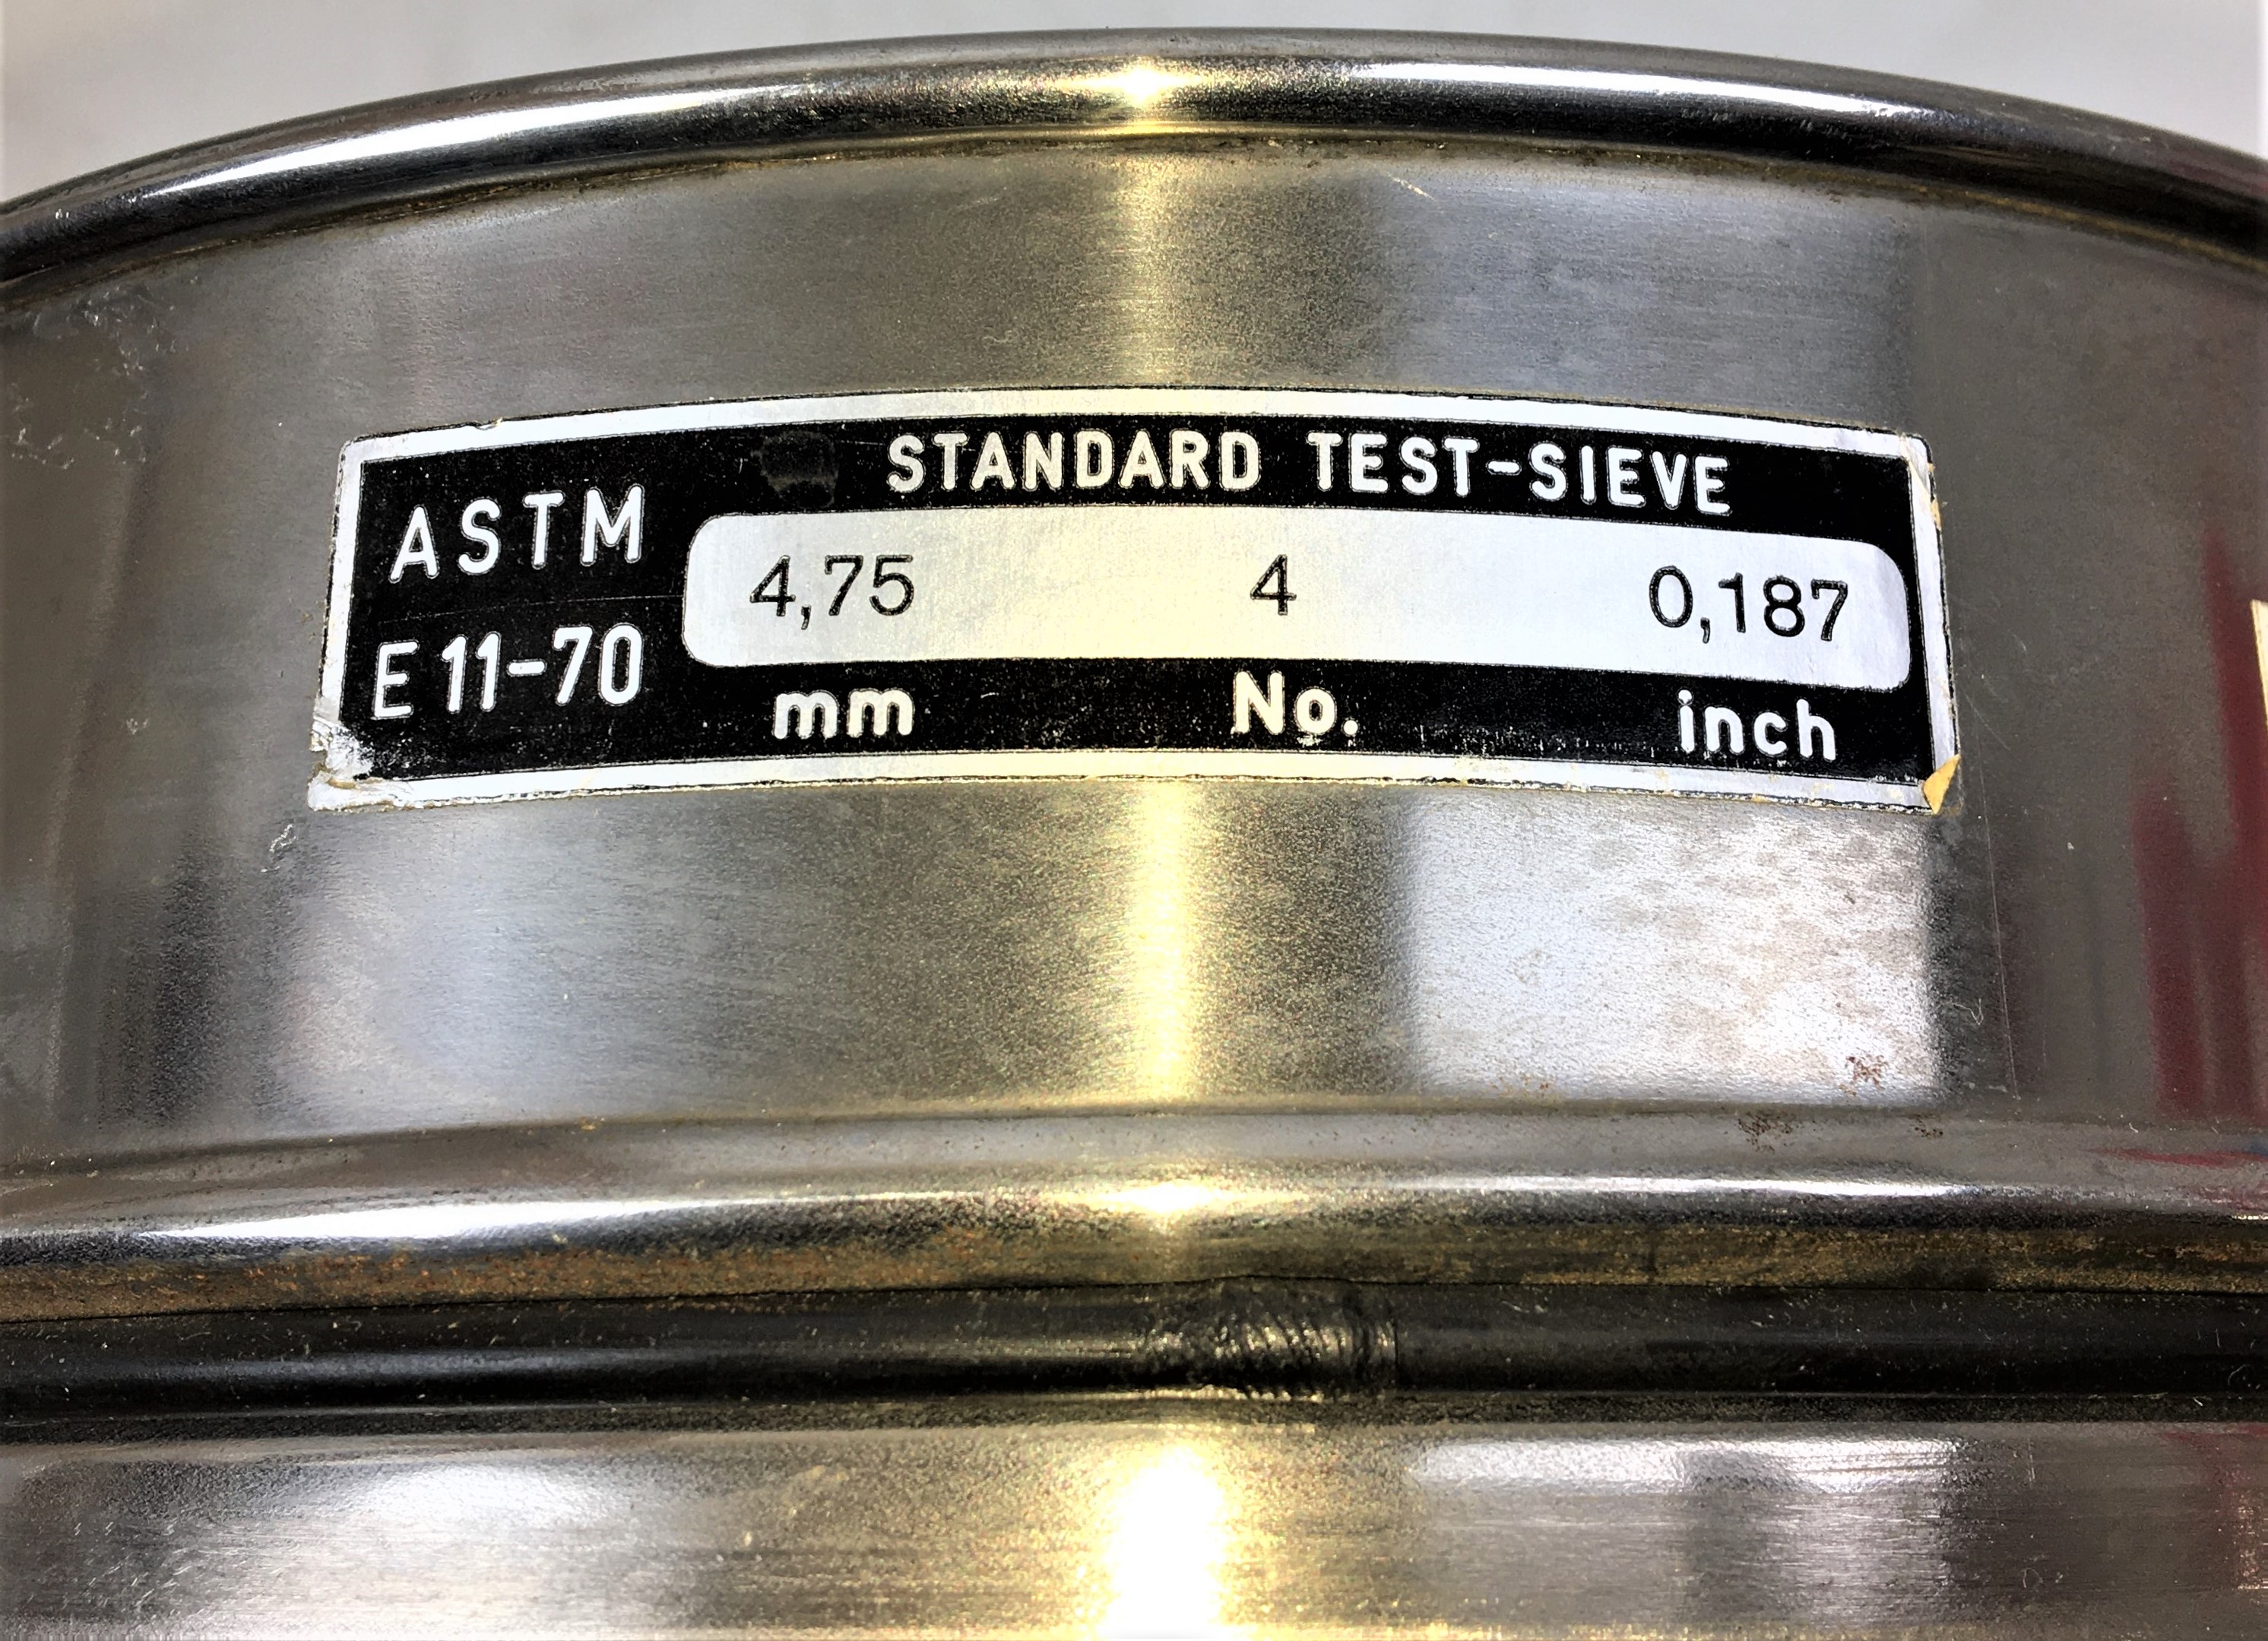 STANDARD TEST-SIEVE
ASTM
E 11-70
4,75 4 0,187
mm No. inch